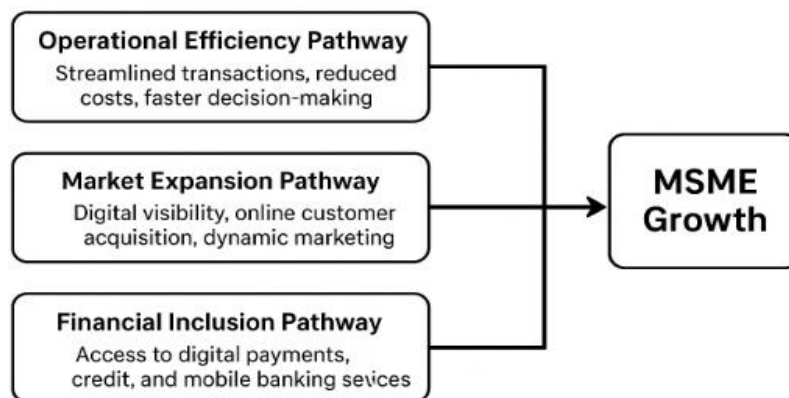 Operational Efficiency Pathway
Streamlined transactions, reduced
costs, faster decision-making
Market Expansion Pathway
Digital visibility, online customer
acquisition, dynamic marketing
Financial Inclusion Pathway
Access to digital payments,
credit, and mobile banking sevices
MSME
Growth